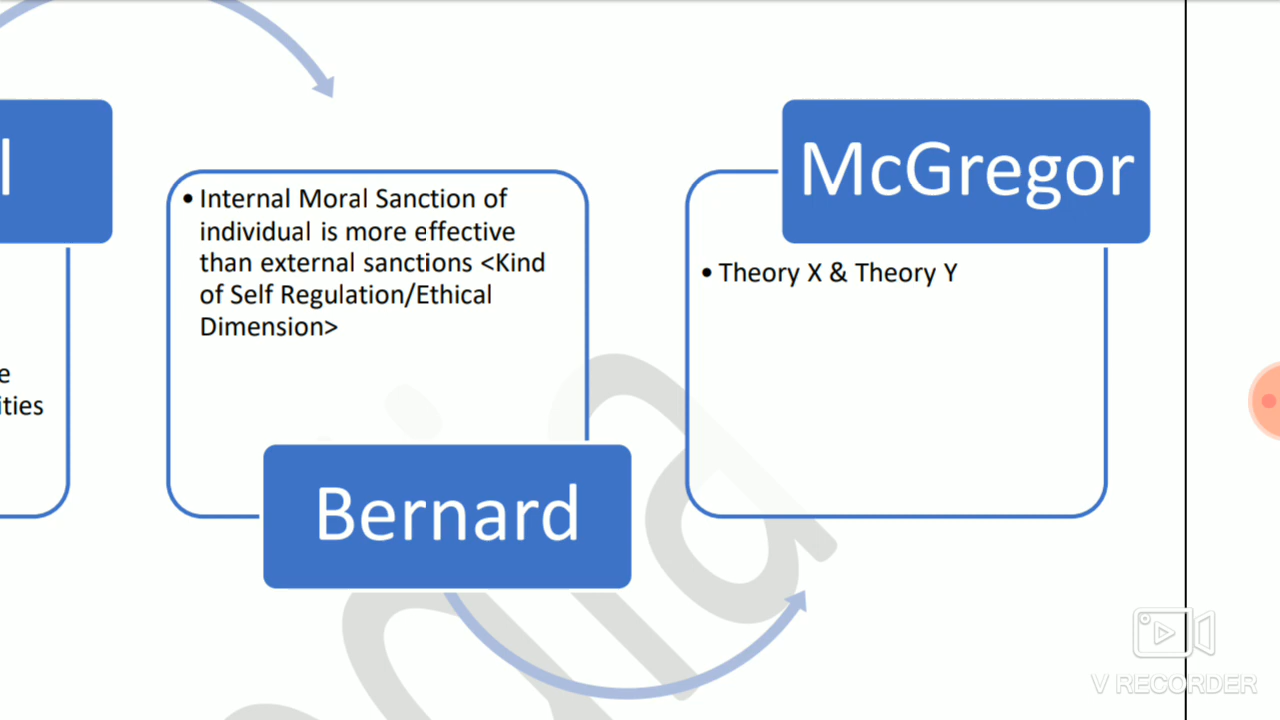 l
McGregor
• Internal Moral Sanction of
individual is more effective
than external sanctions <Kind
of Self Regulation/Ethical
Dimension>
• Theory X & Theory Y
e
ities
Bernard
V RECORDER